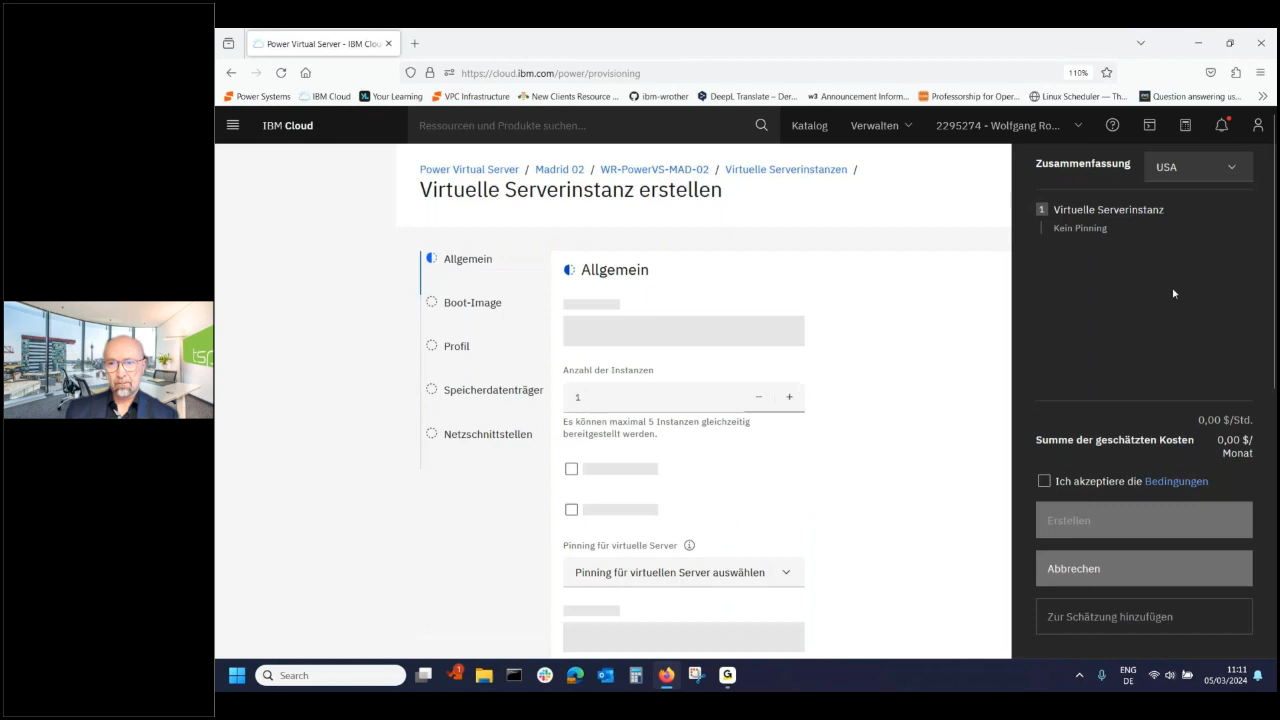 Power Virtual Server - IBM Clou
https://cloud.ibm.com/power/provisioning
110%
Power Systems
IBM Cloud
Your Learning
VPC Infrastructure
New Clients Resource ...
ibm-wrother
DeepL Translate – Der...
w3 Announcement Inform...
Professorship for Oper...
Linux Scheduler — Th...
Question answering us...
IBM Cloud
Ressourcen und Produkte suchen...
Katalog
Verwalten
2295274 - Wolfgang Ro...
Power Virtual Server / Madrid 02 / WR-PowerVS-MAD-02 / Virtuelle Serverinstanzen /
Virtuelle Serverinstanz erstellen
Allgemein
Boot-Image
Profil
Speicherdatenträger
Netzschnittstellen
Allgemein
Anzahl der Instanzen
1
Es können maximal 5 Instanzen gleichzeitig
bereitgestellt werden.
Pinning für virtuelle Server
Pinning für virtuellen Server auswählen
Zusammenfassung
USA
1 Virtuelle Serverinstanz
Kein Pinning
0,00 $/Std.
Summe der geschätzten Kosten 0,00 $/
Monat
Ich akzeptiere die Bedingungen
Erstellen
Abbrechen
Zur Schätzung hinzufügen
tsp
Search
1
ENG
DE
11:11
05/03/2024